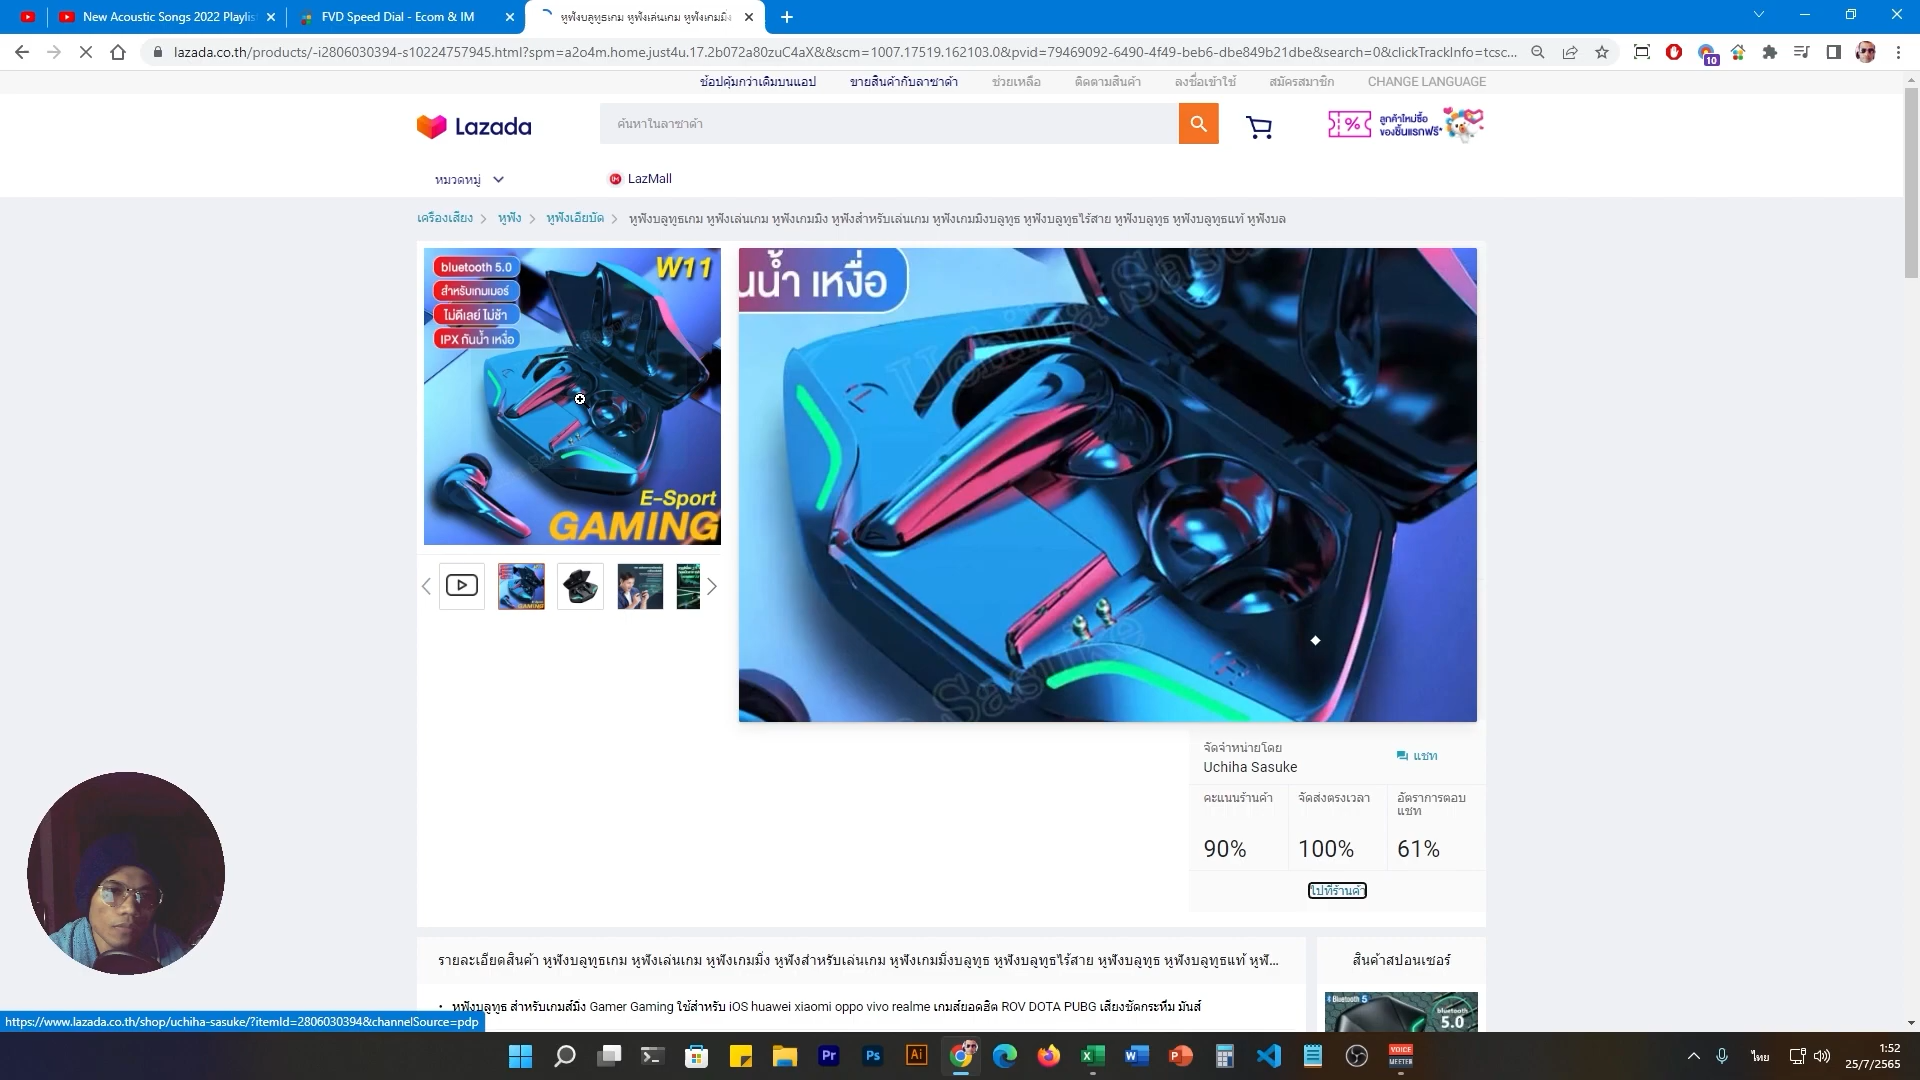 New Acoustic Songs 2022 Playlis
FVD Speed Dial - Ecom & IM
หูฟังบลูทูธเกม หูฟังเล่นเกม หูฟังเกมมิ่ง
lazada.co.th/products/-i2806030394-s10224757945.html?spm=a2o4m.home.just4u.17.2b072a80zuC4aX&&scm=1007.17519.162103.0&pvid=79469092-6490-4f49-beb6-dbe849b21dbe&search=0&clickTrackInfo=tcsc...
10
ช้อปคุ้มกว่าเดิมบนแอป
ขายสินค้ากับลาซาด้า
ช่วยเหลือ
ติดตามสินค้า
ลงชื่อเข้าใช้
สมัครสมาชิก
CHANGE LANGUAGE
Lazada
ค้นหาในลาซาด้า
ลูกค้าใหม่ซื้อ
ของชิ้นแรกฟรี*
หมวดหมู่
LazMall
เครื่องเสียง
หูฟัง
หูฟังเอียบัด
หูฟังบลูทูธเกม หูฟังเล่นเกม หูฟังเกมมิ่ง หูฟังสำหรับเล่นเกม หูฟังเกมมิ่งบลูทูธ หูฟังบลูทูธไร้สาย หูฟังบลูทูธ หูฟังบลูทูธแท้ หูฟังบล
bluetooth 5.0
W11
สำหรับเกมเมอร์
ไม่ดีเลย์ ไม่ช้า
IPX กันน้ำ เหงื่อ
E-Sport
GAMING
นน้ำ เหงื่อ
Uchiha Sasu
Sasuke
จัดจำหน่ายโดย
Uchiha Sasuke
แชท
คะแนนร้านค้า
จัดส่งตรงเวลา
อัตราการตอบ
แชท
90%
100%
61%
ไปที่ร้านค้า
รายละเอียดสินค้า หูฟังบลูทูธเกม หูฟังเล่นเกม หูฟังเกมมิ่ง หูฟังสำหรับเล่นเกม หูฟังเกมมิ่งบลูทูธ หูฟังบลูทูธไร้สาย หูฟังบลูทูธ หูฟังบลูทูธแท้ หูฟั...
สินค้าสปอนเซอร์
• หูฟังบลูทูธ สำหรับเกมส์มิ่ง Gamer Gaming ใช้สำหรับ iOS huawei xiaomi oppo vivo realme เกมส์ยอดฮิต ROV DOTA PUBG เสียงชัดกระหึ่ม มันส์
Bluetooth 5
bluetooth
5.0
https://www.lazada.co.th/shop/uchiha-sasuke/?itemId=2806030394&channelSource=pdp
Pr
Ps
Ai
VOICE
MEETER
ไทย
1:52
25/7/2565